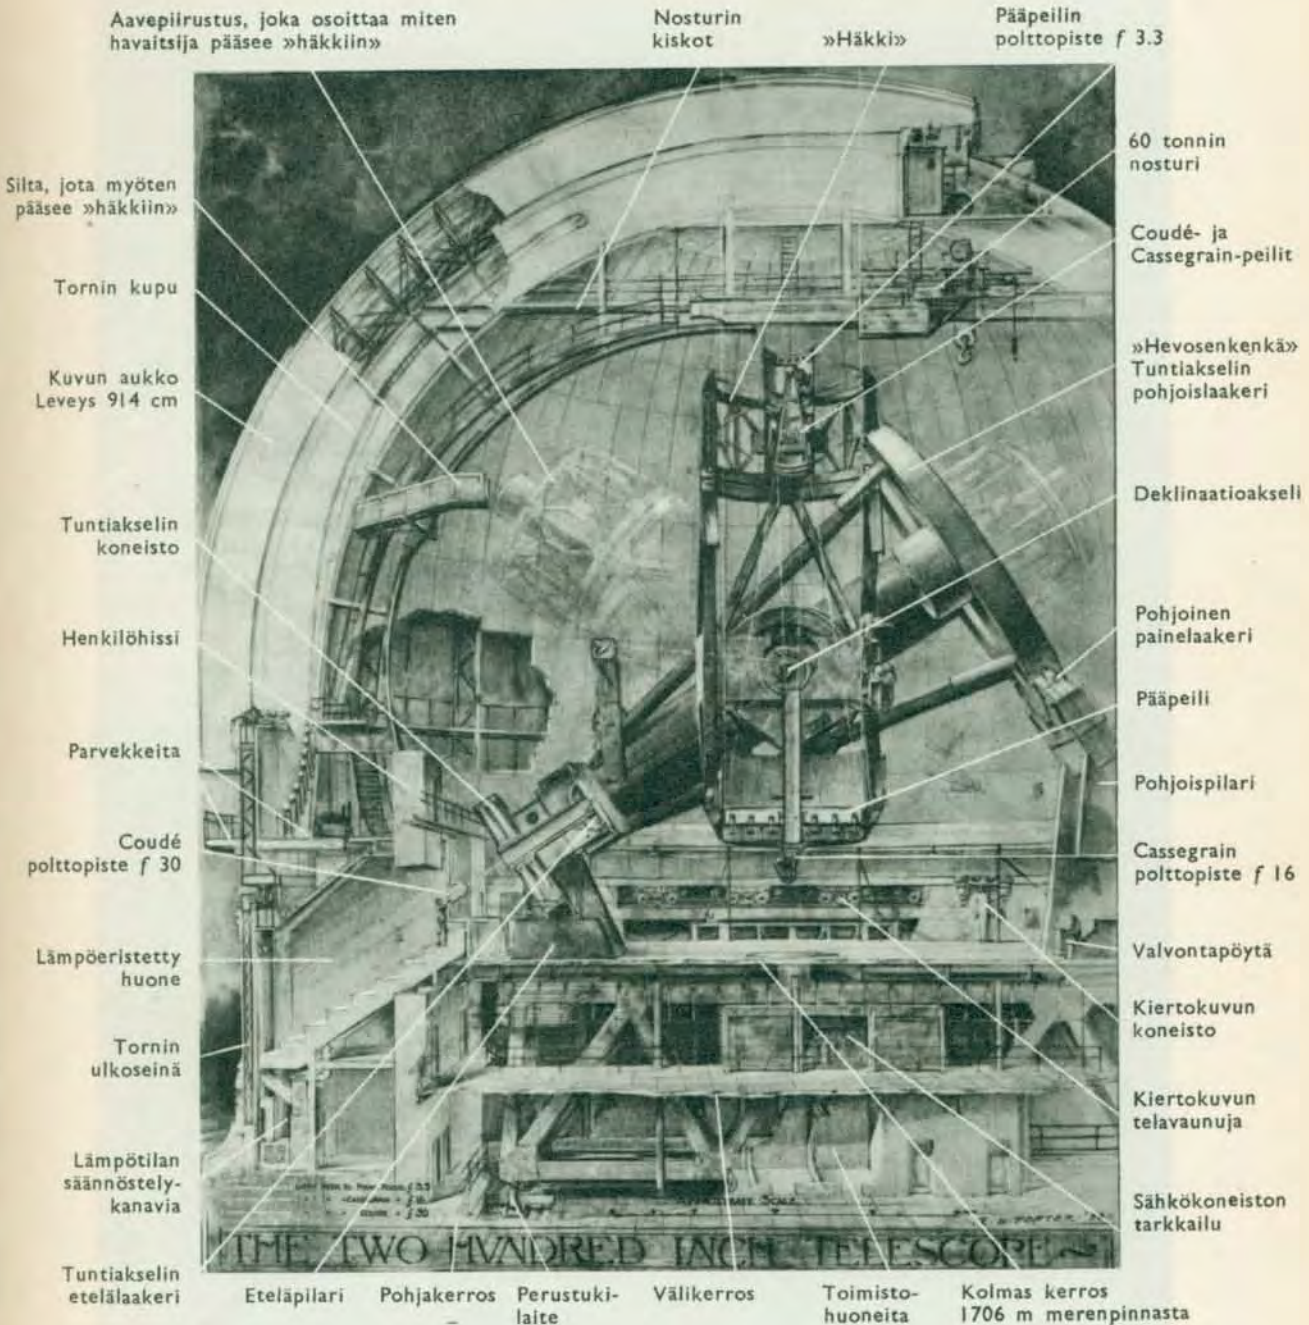 Aavepiirustus, joka osoittaa miten
havaitsija pääsee »häkkiin»
Nosturin
kiskot
»Häkki»
Pääpeilin
polttopiste f 3.3
Silta, jota myöten
pääsee »häkkiin»
Tornin kupu
Kuvun aukko
Leveys 914 cm
Tuntiakselin
koneisto
Henkilöhissi
Parvekkeita
Coudé
polttopiste f 30
Lämpöeristetty
huone
Tornin
ulkoseinä
Lämpötilan
säännöstely-
kanavia
Tuntiakselin
etelälaakeri
60 tonnin
nosturi
Coudé- ja
Cassegrain-peilit
»Hevosenkenkä»
Tuntiakselin
pohjoislaakeri
Deklinaatioakseli
Pohjoinen
painelaakeri
Pääpeili
Pohjoispilari
Cassegrain
polttopiste f 16
Valvontapöytä
Kiertokuvun
koneisto
Kiertokuvun
telavaunuja
Sähkökoneiston
tarkkailu
SCALE
PORTER
THE TWO HVNDRED INCH TELESCOPE
Eteläpilari
Pohjakerros
Perustuki-
laite
Välikerros
Toimisto-
huoneita
Kolmas kerros
1706 m merenpinnasta